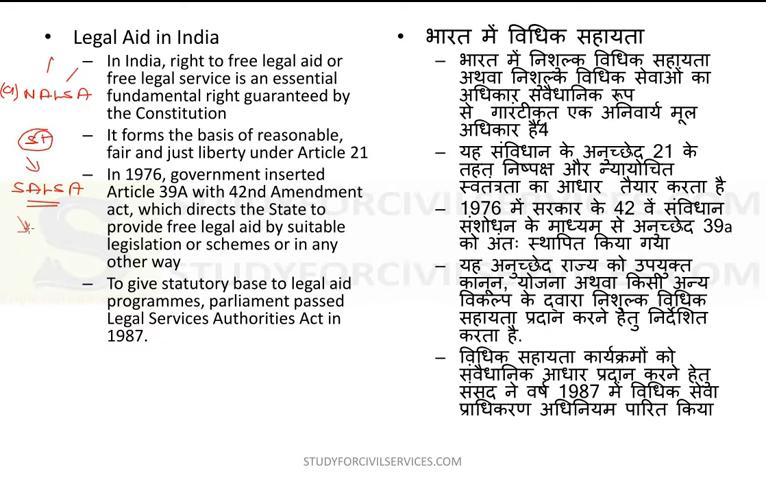 • Legal Aid in India
– In India, right to free legal aid or
free legal service is an essential
fundamental right guaranteed by
the Constitution
– It forms the basis of reasonable,
fair and just liberty under Article 21
– In 1976, government inserted
Article 39A with 42nd Amendment
act, which directs the State to
provide free legal aid by suitable
legislation or schemes or in any
other way
– To give statutory base to legal aid
programmes, parliament passed
Legal Services Authorities Act in
1987.
(a) NALSA
SALSA
• भारत में विधिक सहायता
– भारत में निशुल्क विधिक सहायता
अथवा निशुल्क विधिक सेवाओं का
अधिकार संवैधानिक रूप
से गारंटीकृत एक अनिवार्य मूल
अधिकार है4
– यह संविधान के अनुच्छेद 21 के
तहत निष्पक्ष और न्यायोचित
स्वतंत्रता का आधार तैयार करता है
– 1976 में सरकार के 42 वें संविधान
संशोधन के माध्यम से अनुच्छेद 39a
को अंतः स्थापित किया गया
– यह अनुच्छेद राज्य को उपयुक्त
कानून, योजना अथवा किसी अन्य
विकल्प के द्वारा निशुल्क विधिक
सहायता प्रदान करने हेतु निर्देशित
करता है.
– विधिक सहायता कार्यक्रमों को
संवैधानिक आधार प्रदान करने हेतु
संसद ने वर्ष 1987 में विधिक सेवा
प्राधिकरण अधिनियम पारित किया
STUDYFORCIVILSERVICES.COM